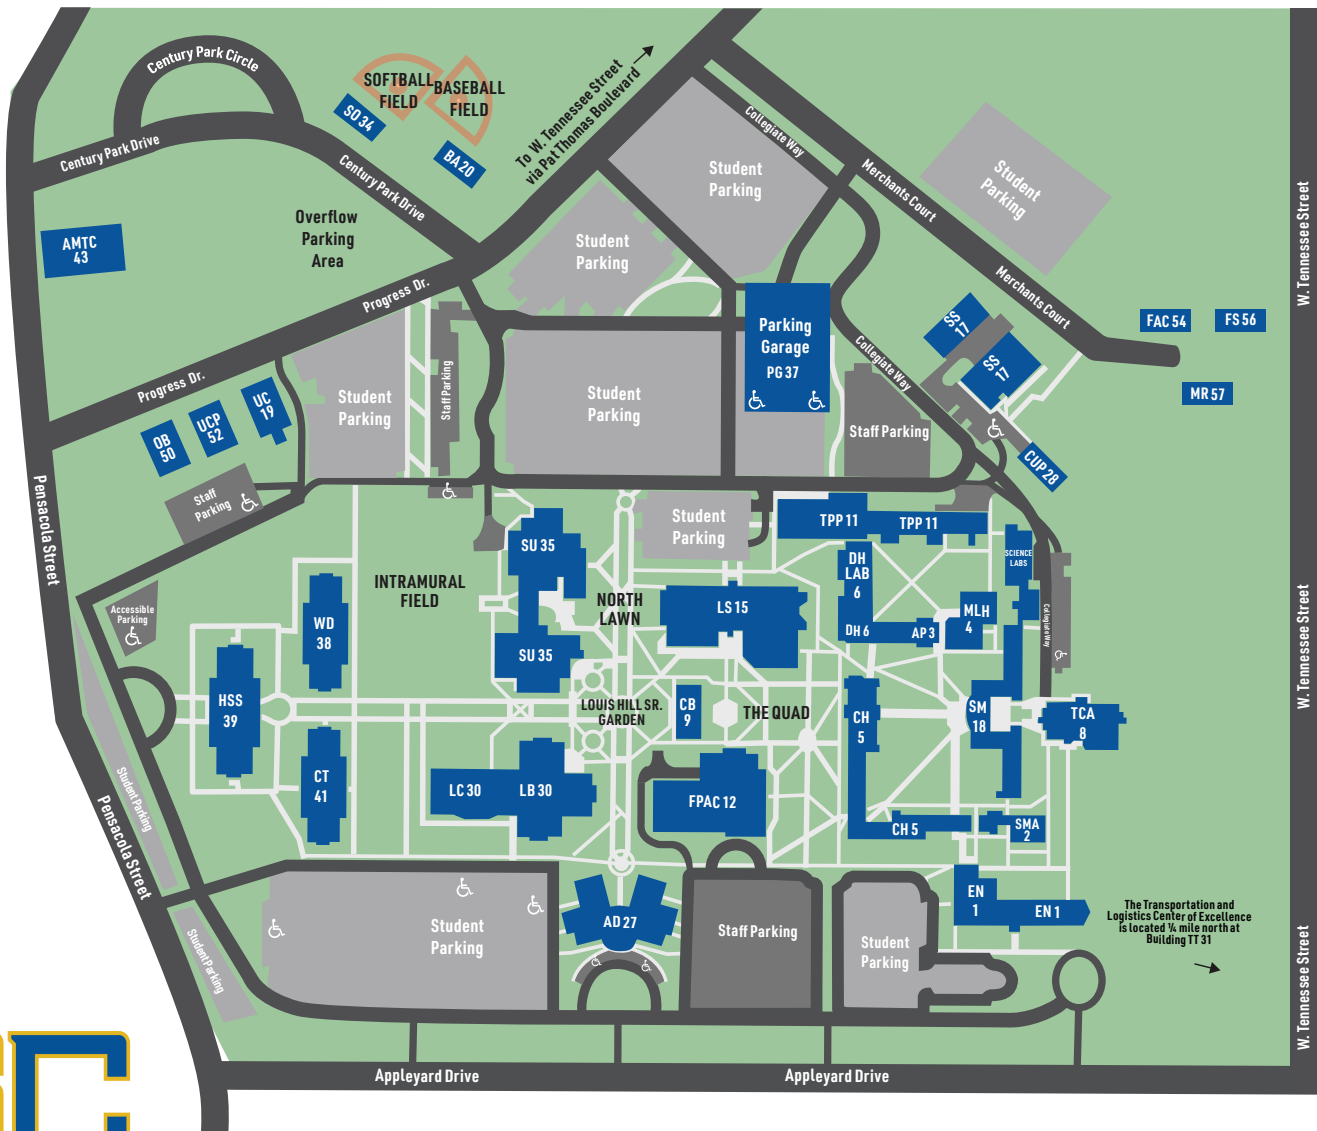 Century Park Circle
SOFTBALL
FIELD
BASEBALL
FIELD
SO 34
BA 20
To W. Tennessee Street
via Pat Thomas Boulevard
Century Park Drive
Century Park Drive
Collegiate Way
Merchants Court
Student
Parking
Student
Parking
W. Tennessee Street
AMTC
43
Overflow
Parking
Area
Student
Parking
Progress Dr.
Merchants Court
Parking
Garage
PG 37
SS
17
SS
17
FAC 54
FS 56
MR 57
Collegiate Way
Progress Dr.
OB
50
UCP
52
UC
19
Student
Parking
Staff Parking
Student
Parking
Staff Parking
CUP 28
Staff
Parking
Pensacola Street
Student
Parking
TPP 11
TPP 11
SU 35
SCIENCE
LABS
DH
LAB
6
INTRAMURAL
FIELD
NORTH
LAWN
LS 15
MLH
4
DH 6
AP 3
Collegiate Way
Accessible
Parking
WD
38
SU 35
W. Tennessee Street
HSS
39
LOUIS HILL SR.
GARDEN
CB
9
THE QUAD
CH
5
SM
18
TCA
8
CT
41
LC 30
LB 30
FPAC 12
CH 5
SMA
2
Student Parking
Pensacola Street
Student
Parking
AD 27
Staff Parking
Student
Parking
EN
1
EN 1
The Transportation and
Logistics Center of Excellence
is located ¼ mile north at
Building TT 31
Student Parking
W. Tennessee Street
Appleyard Drive
Appleyard Drive